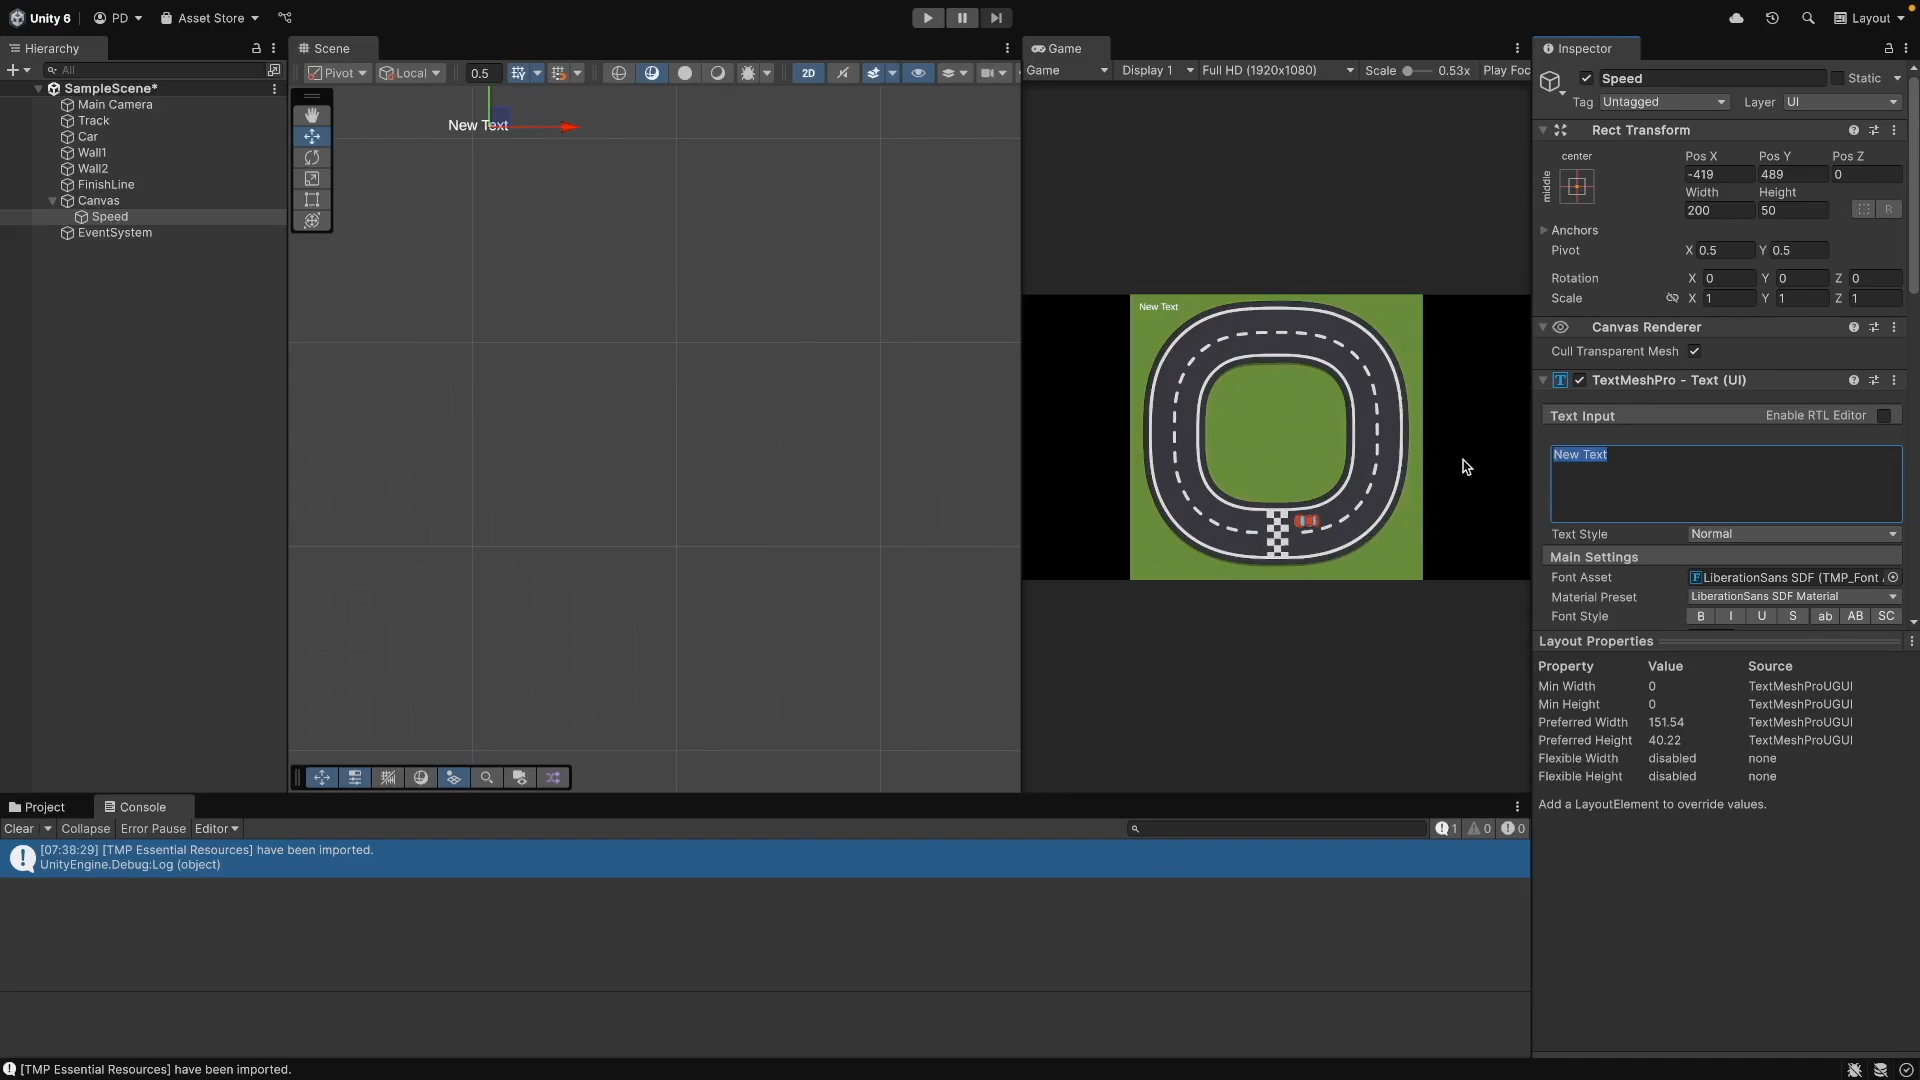 Unity 6
PD
Asset Store
Layout
Hierarchy
Scene
Game
Inspector
All
Pivot
Local
0.5
2D
Game
Display 1
Full HD (1920x1080)
Scale
0.53x
Play Foc
Speed
Static
Tag
Untagged
Layer
UI
SampleScene*
Main Camera
Track
Car
Wall1
Wall2
FinishLine
Canvas
Speed
EventSystem
New Text
New Text
Rect Transform
center
middle
Pos X
Pos Y
Pos Z
-419
489
0
Width
Height
200
50
R
Anchors
Pivot
X 0.5
Y 0.5
Rotation
X 0
Y 0
Z 0
Scale
X 1
Y 1
Z 1
Canvas Renderer
Cull Transparent Mesh
TextMeshPro - Text (UI)
Text Input
Enable RTL Editor
New Text
Text Style
Normal
Main Settings
Font Asset
LiberationSans SDF (TMP_Font
Material Preset
LiberationSans SDF Material
Font Style
B I U S ab AB SC
Layout Properties
Property Value Source
Min Width 0 TextMeshProUGUI
Min Height 0 TextMeshProUGUI
Preferred Width 151.54 TextMeshProUGUI
Preferred Height 40.22 TextMeshProUGUI
Flexible Width disabled none
Flexible Height disabled none
Add a LayoutElement to override values.
Project
Console
Clear
Collapse
Error Pause
Editor
1
0
0
[07:38:29] [TMP Essential Resources] have been imported.
UnityEngine.Debug:Log (object)
[TMP Essential Resources] have been imported.